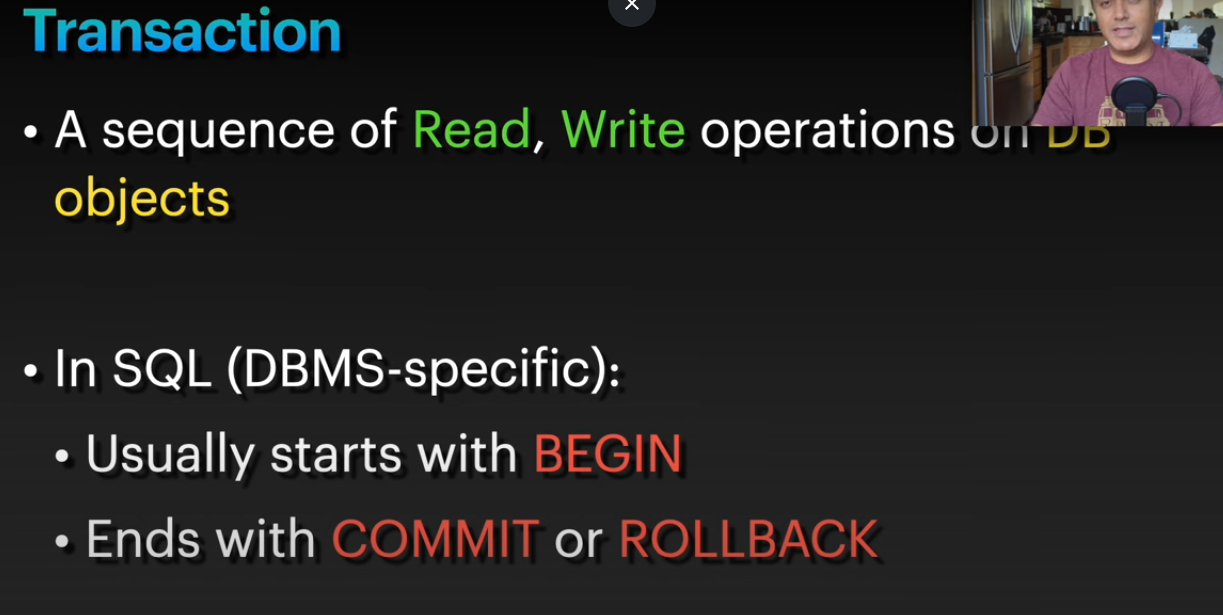 Transaction
• A sequence of Read, Write operations on DB
objects
• In SQL (DBMS-specific):
• Usually starts with BEGIN
• Ends with COMMIT or ROLLBACK